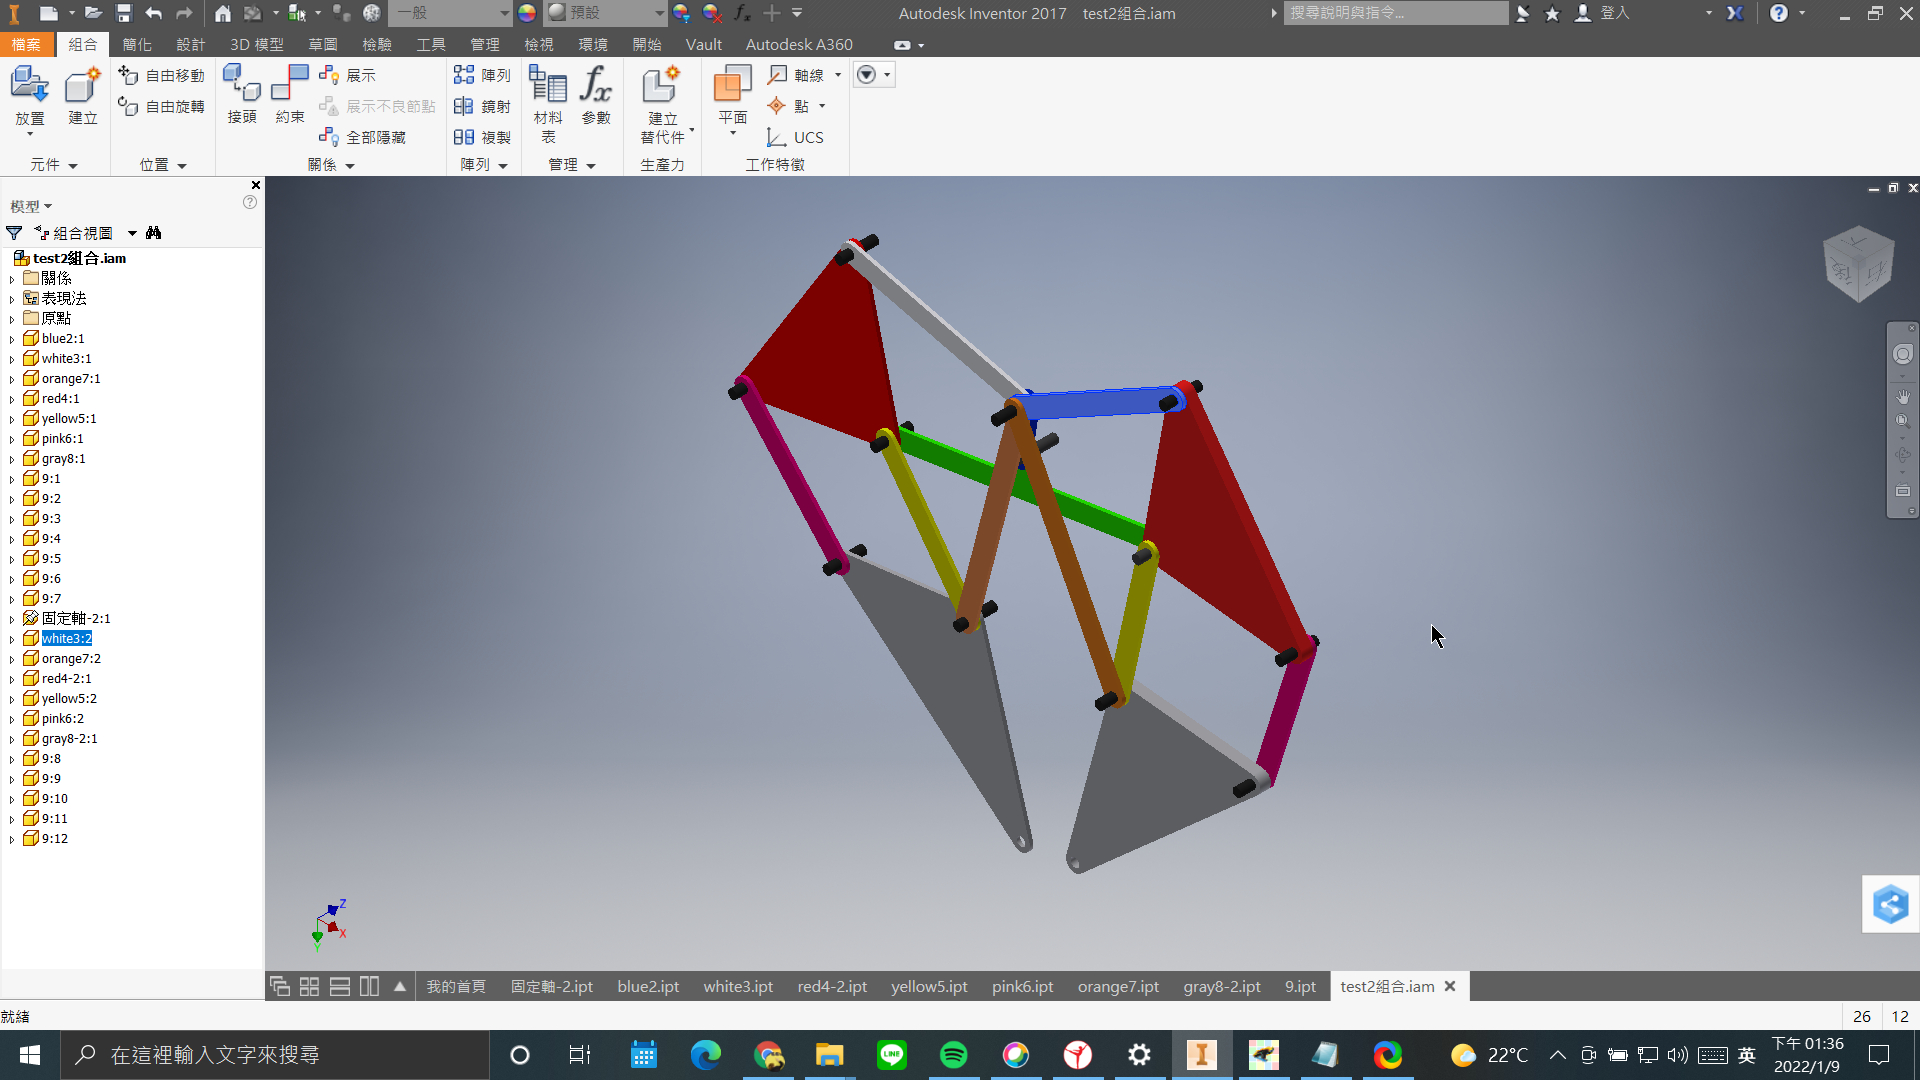 一般
預設
Autodesk Inventor 2017 test2組合.iam
搜尋說明與指令...
登入
檔案 組合 簡化 設計 3D 模型 草圖 檢驗 工具 管理 檢視 環境 開始 Vault Autodesk A360
放置
建立
自由移動
自由旋轉
接頭
約束
展示
展示不良節點
全部隱藏
陣列
鏡射
複製
材料表
參數
建立替代件
平面
軸線
點
UCS
元件 位置 關係 陣列 管理 生產力 工作特徵
模型
組合視圖
test2組合.iam
關係
表現法
原點
blue2:1
white3:1
orange7:1
red4:1
yellow5:1
pink6:1
gray8:1
9:1
9:2
9:3
9:4
9:5
9:6
9:7
固定軸-2:1
white3:2
orange7:2
red4-2:1
yellow5:2
pink6:2
gray8-2:1
9:8
9:9
9:10
9:11
9:12
Z
X
Y
我的首頁 固定軸-2.ipt blue2.ipt white3.ipt red4-2.ipt yellow5.ipt pink6.ipt orange7.ipt gray8-2.ipt 9.ipt test2組合.iam
就緒
26 12
在這裡輸入文字來搜尋
LINE
22°C
英
下午 01:36
2022/1/9